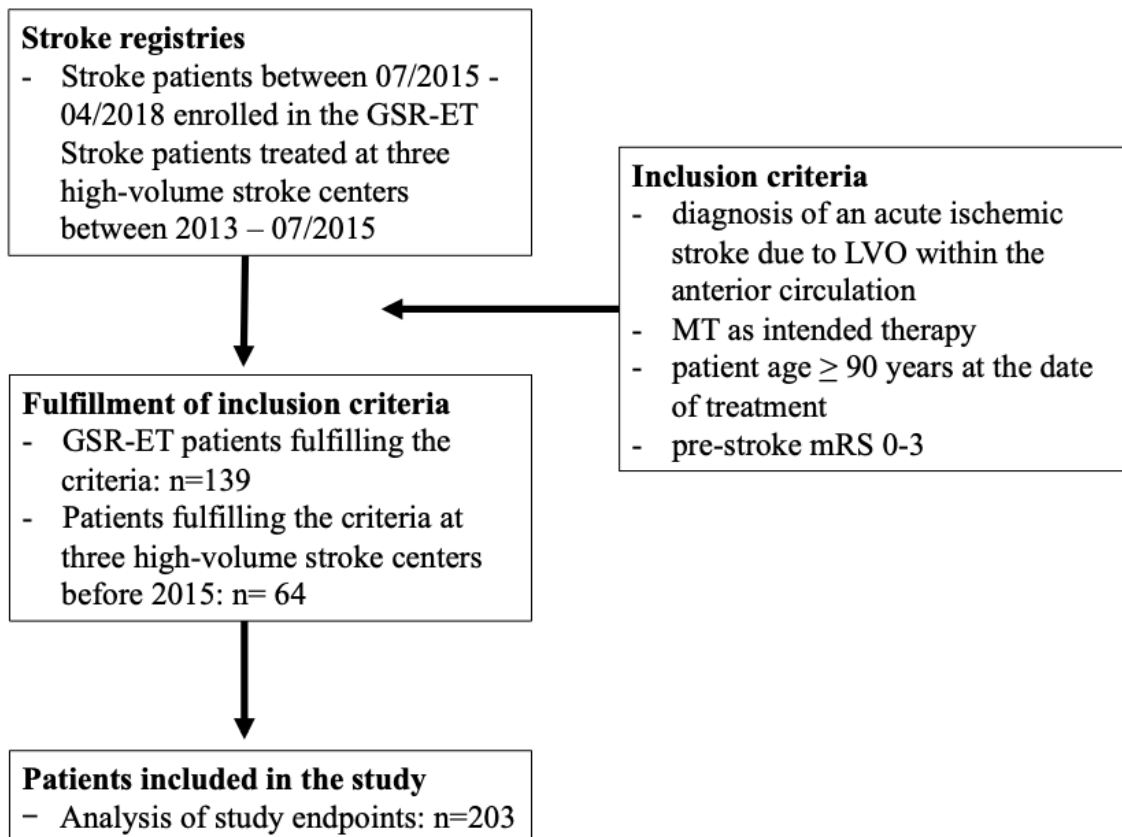 Stroke registries
- Stroke patients between 07/2015 -
04/2018 enrolled in the GSR-ET
Stroke patients treated at three
high-volume stroke centers
between 2013 – 07/2015
Inclusion criteria
- diagnosis of an acute ischemic
stroke due to LVO within the
anterior circulation
- MT as intended therapy
- patient age ≥ 90 years at the date
of treatment
- pre-stroke mRS 0-3
Fulfillment of inclusion criteria
- GSR-ET patients fulfilling the
criteria: n=139
- Patients fulfilling the criteria at
three high-volume stroke centers
before 2015: n= 64
Patients included in the study
− Analysis of study endpoints: n=203